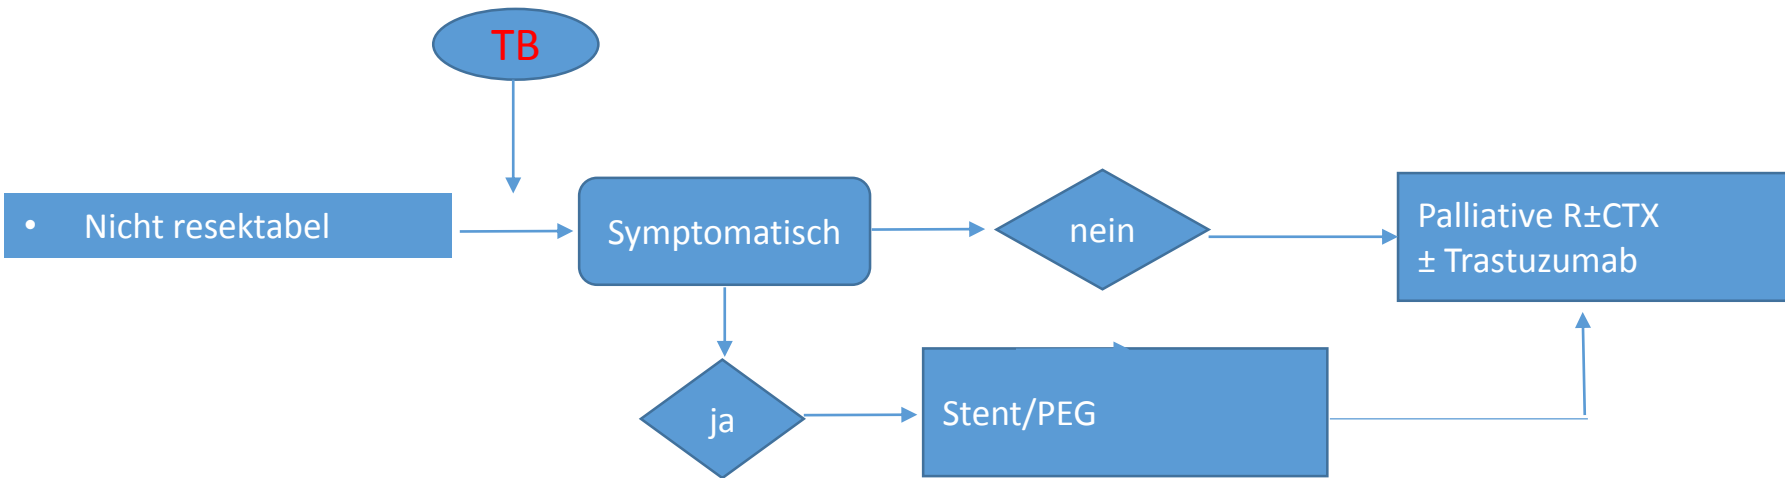 TB
• Nicht resektabel
Symptomatisch
nein
Palliative R±CTX
± Trastuzumab
ja
Stent/PEG